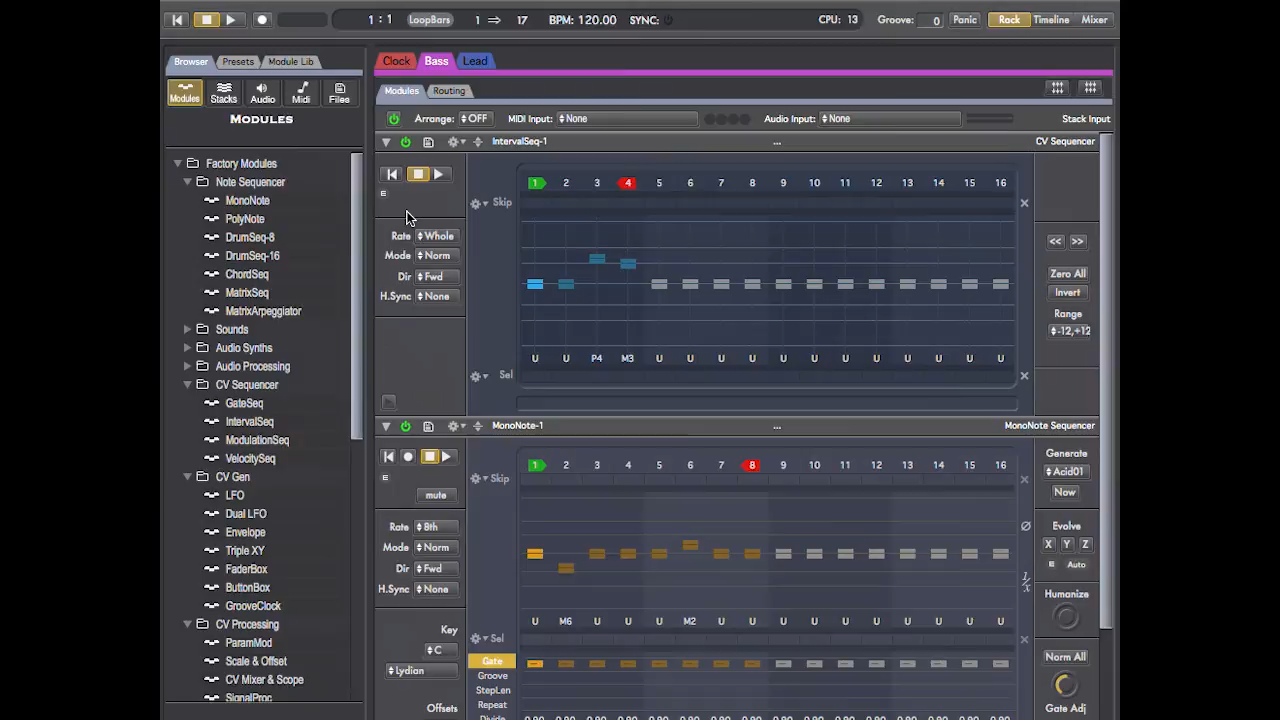 1 : 1 LoopBars 1 ⇒ 17 BPM: 120.00 SYNC: CPU: 13 Groove: 0 Panic Rack Timeline Mixer
Browser Presets Module Lib
Modules Stacks Audio Midi Files
MODULES
Factory Modules
Note Sequencer
MonoNote
PolyNote
DrumSeq-8
DrumSeq-16
ChordSeq
MatrixSeq
MatrixArpeggiator
Sounds
Audio Synths
Audio Processing
CV Sequencer
GateSeq
IntervalSeq
ModulationSeq
VelocitySeq
CV Gen
LFO
Dual LFO
Envelope
Triple XY
FaderBox
ButtonBox
GrooveClock
CV Processing
ParamMod
Scale & Offset
CV Mixer & Scope
SignalProc
Clock Bass Lead
Modules Routing
Arrange: OFF MIDI Input: None Audio Input: None Stack Input
IntervalSeq-1 ... CV Sequencer
1 2 3 4 5 6 7 8 9 10 11 12 13 14 15 16
E
Skip
Rate Whole
Mode Norm
Dir Fwd
H.Sync None
<< >>
Zero All
Invert
Range
-12,+12
U U P4 M3 U U U U U U U U U U U U
Sel
MonoNote-1 ... MonoNote Sequencer
1 2 3 4 5 6 7 8 9 10 11 12 13 14 15 16
E
Skip
mute
Rate 8th
Mode Norm
Dir Fwd
H.Sync None
Generate
Acid01
Now
Ø
Evolve
X Y Z
E Auto
1/x
Humanize
U M6 U U U M2 U U U U U U U U U U
Sel
Key
C
Lydian
Offsets
Gate
Groove
StepLen
Repeat
Divide
Norm All
Gate Adj